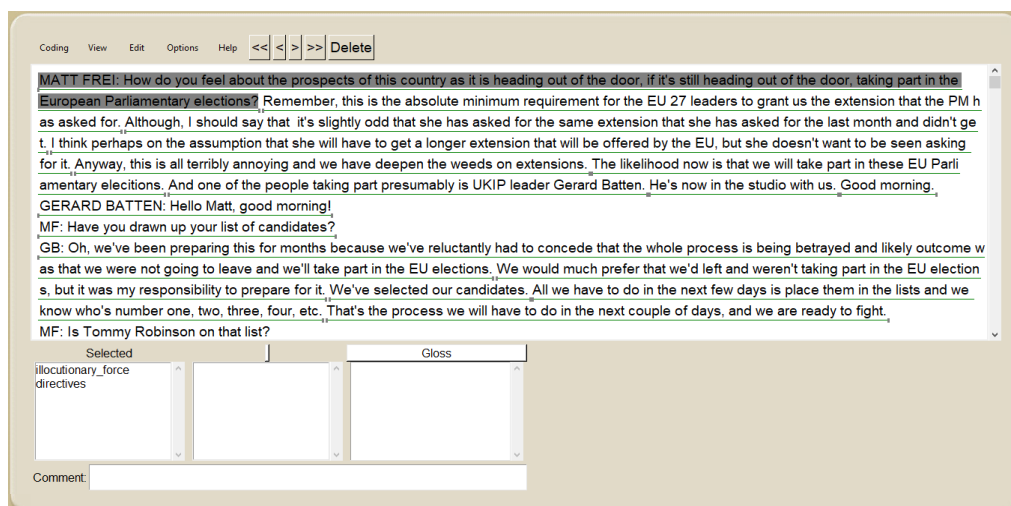 Coding View Edit Options Help << < > >> Delete
MATT FREI: How do you feel about the prospects of this country as it is heading out of the door, if it's still heading out of the door, taking part in the
European Parliamentary elections? Remember, this is the absolute minimum requirement for the EU 27 leaders to grant us the extension that the PM h
as asked for. Although, I should say that it's slightly odd that she has asked for the same extension that she has asked for the last month and didn't ge
t. I think perhaps on the assumption that she will have to get a longer extension that will be offered by the EU, but she doesn't want to be seen asking
for it. Anyway, this is all terribly annoying and we have deepen the weeds on extensions. The likelihood now is that we will take part in these EU Parli
amentary elecitions. And one of the people taking part presumably is UKIP leader Gerard Batten. He's now in the studio with us. Good morning.
GERARD BATTEN: Hello Matt, good morning!
MF: Have you drawn up your list of candidates?
GB: Oh, we've been preparing this for months because we've reluctantly had to concede that the whole process is being betrayed and likely outcome w
as that we were not going to leave and we'll take part in the EU elections. We would much prefer that we'd left and weren't taking part in the EU election
s, but it was my responsibility to prepare for it. We've selected our candidates. All we have to do in the next few days is place them in the lists and we
know who's number one, two, three, four, etc. That's the process we will have to do in the next couple of days, and we are ready to fight.
MF: Is Tommy Robinson on that list?
Selected Gloss
illocutionary_force
directives
Comment: